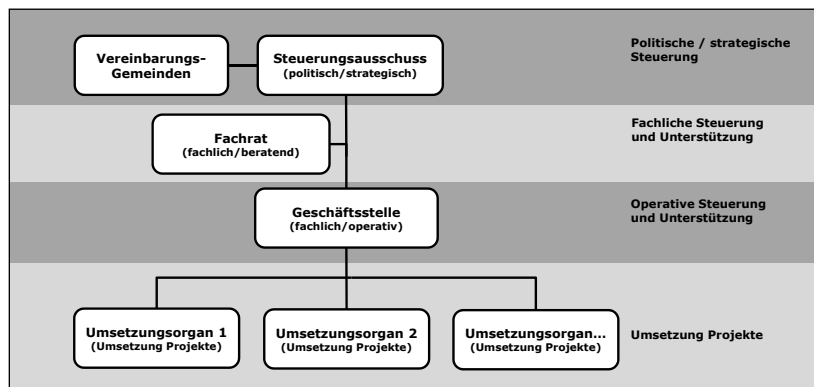 Vereinbarungs-
Gemeinden
Steuerungsausschuss
(politisch/strategisch)
Politische / strategische
Steuerung
Fachrat
(fachlich/beratend)
Fachliche Steuerung
und Unterstützung
Geschäftsstelle
(fachlich/operativ)
Operative Steuerung
und Unterstützung
Umsetzungsorgan 1
(Umsetzung Projekte)
Umsetzungsorgan 2
(Umsetzung Projekte)
Umsetzungsorgan...
(Umsetzung Projekte)
Umsetzung Projekte